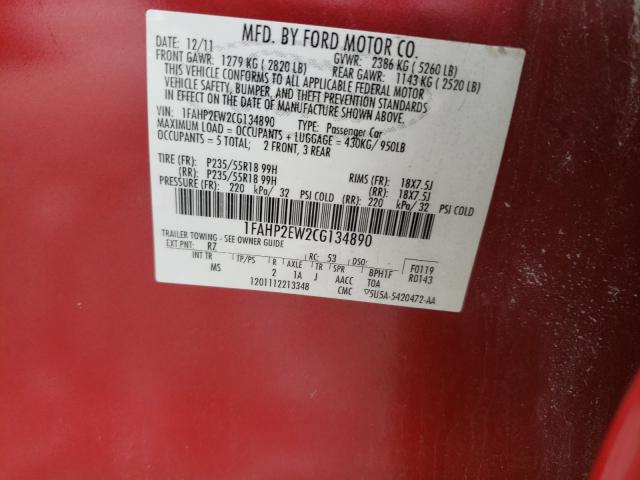 MFD. BY FORD MOTOR CO.
DATE: 12/11 GVWR: 2386 KG ( 5260 LB)
FRONT GAWR: 1279 KG ( 2820 LB) REAR GAWR: 1143 KG ( 2520 LB)
THIS VEHICLE CONFORMS TO ALL APPLICABLE FEDERAL MOTOR
VEHICLE SAFETY, BUMPER, AND THEFT PREVENTION STANDARDS
IN EFFECT ON THE DATE OF MANUFACTURE SHOWN ABOVE.
VIN: 1FAHP2EW2CG134890 TYPE: Passenger Car
MAXIMUM LOAD = OCCUPANTS + LUGGAGE = 430KG/ 950LB
OCCUPANTS = 5 TOTAL; 2 FRONT, 3 REAR
TIRE (FR): P235/55R18 99H RIMS (FR): 18X7.5J
(RR): P235/55R18 99H (RR): 18X7.5J
PRESSURE (FR): 220 kPa/ 32 PSI COLD (RR): 220 kPa/ 32 PSI COLD
1FAHP2EW2CG134890
TRAILER TOWING - SEE OWNER GUIDE
EXT PNT: RZ RC: 53 DSO: F0119
INT TR TP/PS R AXLE TR SPR BPH1F R0143
MS 2 1A J AACC TOA
1201112213348 CMC 5U5A-5420472-AA